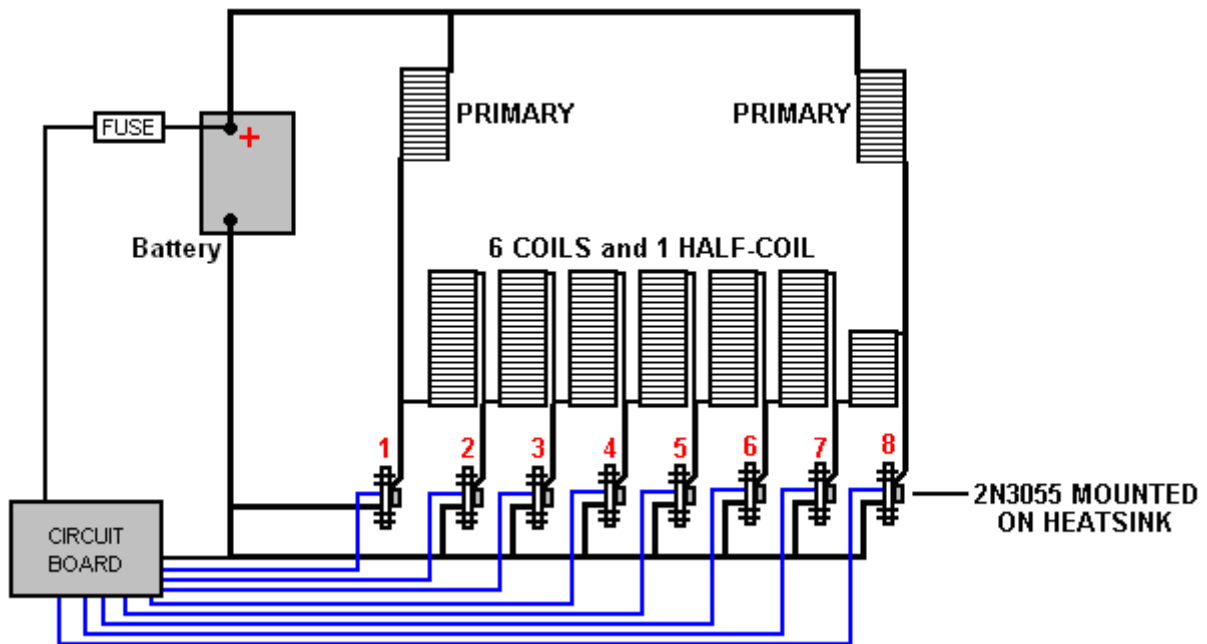 PRIMARY
PRIMARY
FUSE
+
Battery
6 COILS and 1 HALF-COIL
1
2
3
4
5
6
7
8
2N3055 MOUNTED
ON HEATSINK
CIRCUIT
BOARD